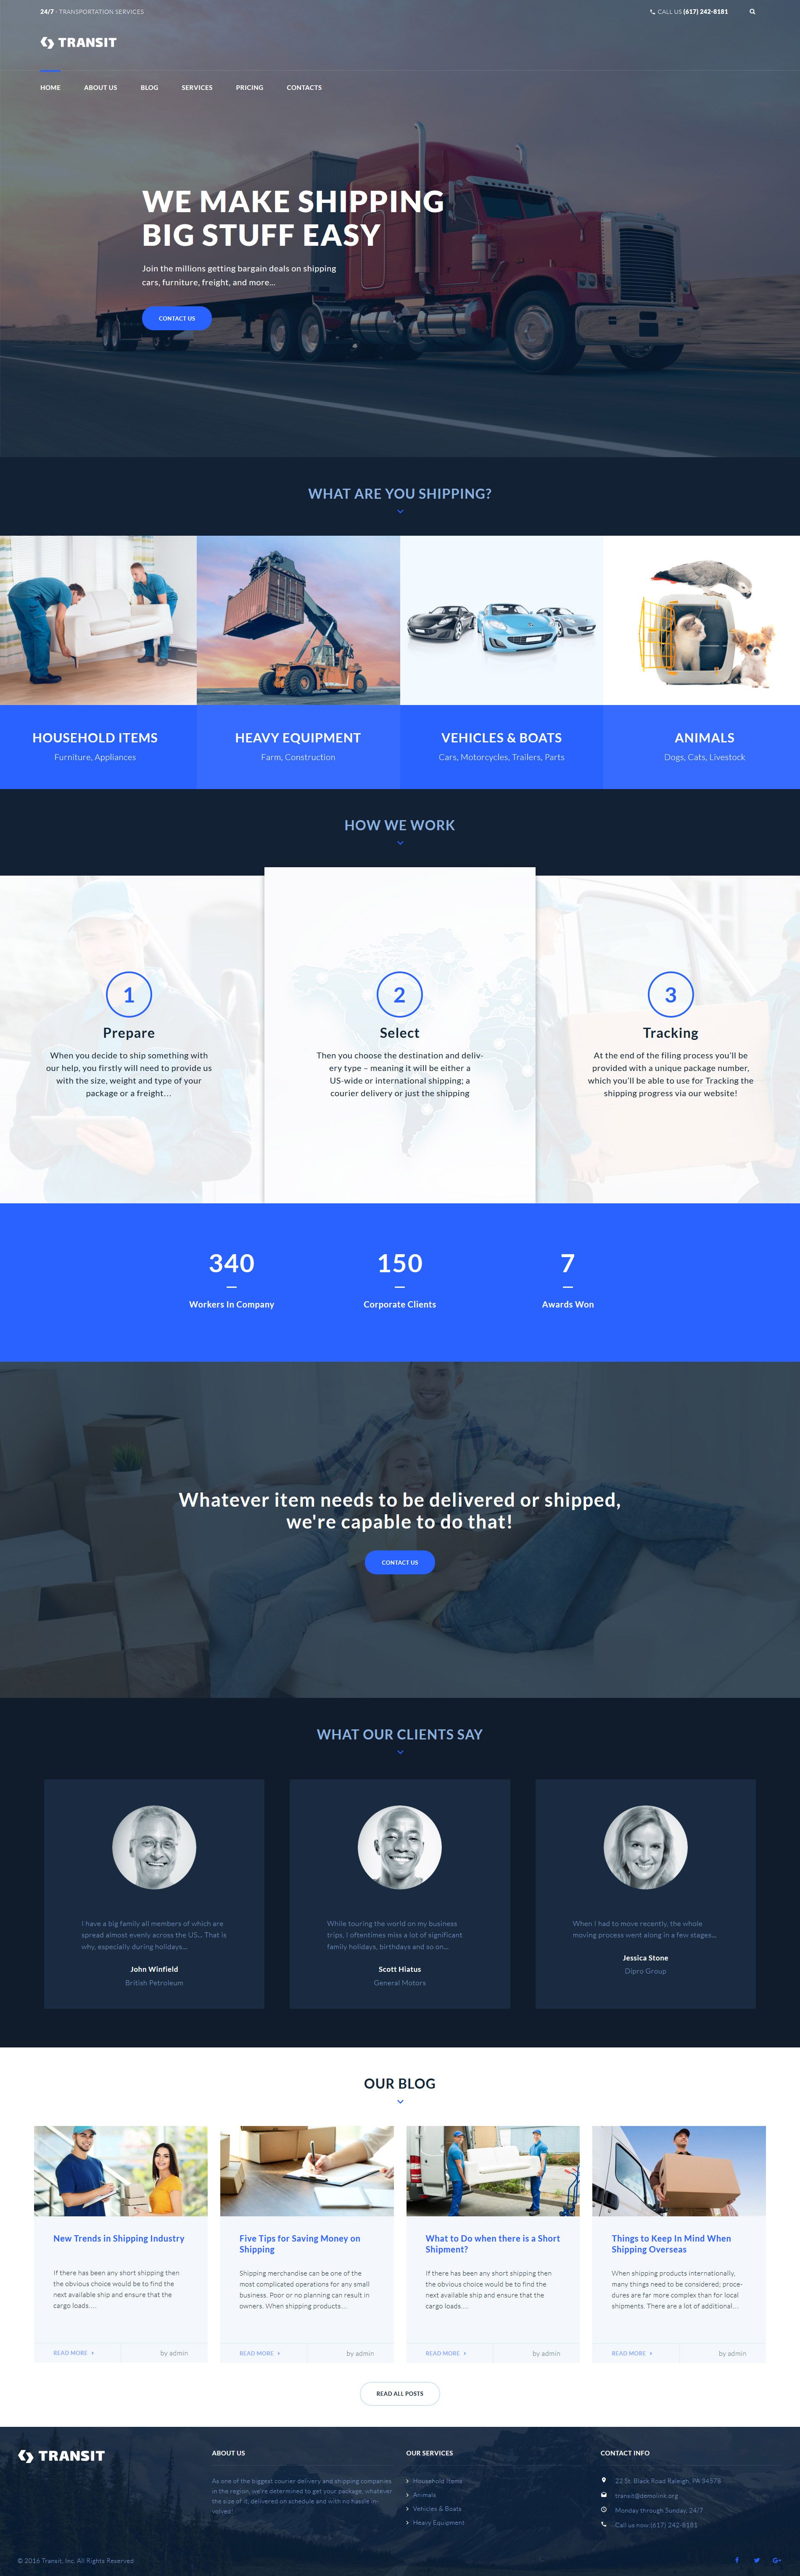 24/7 - TRANSPORTATION SERVICES
CALL US (617) 242-8181
TRANSIT
HOME
ABOUT US
BLOG
SERVICES
PRICING
CONTACTS
WE MAKE SHIPPING
BIG STUFF EASY
Join the millions getting bargain deals on shipping
cars, furniture, freight, and more...
CONTACT US
WHAT ARE YOU SHIPPING?
HOUSEHOLD ITEMS
Furniture, Appliances
HEAVY EQUIPMENT
Farm, Construction
VEHICLES & BOATS
Cars, Motorcycles, Trailers, Parts
ANIMALS
Dogs, Cats, Livestock
HOW WE WORK
1
Prepare
When you decide to ship something with
our help, you firstly will need to provide us
with the size, weight and type of your
package or a freight…
2
Select
Then you choose the destination and deliv-
ery type – meaning it will be either a
US-wide or international shipping; a
courier delivery or just the shipping
3
Tracking
At the end of the filing process you'll be
provided with a unique package number,
which you'll be able to use for Tracking the
shipping progress via our website!
340
Workers In Company
150
Corporate Clients
7
Awards Won
Whatever item needs to be delivered or shipped,
we're capable to do that!
CONTACT US
WHAT OUR CLIENTS SAY
I have a big family all members of which are
spread almost evenly across the US... That is
why, especially during holidays...
John Winfield
British Petroleum
While touring the world on my business
trips, I oftentimes miss a lot of significant
family holidays, birthdays and so on...
Scott Hiatus
General Motors
When I had to move recently, the whole
moving process went along in a few stages...
Jessica Stone
Dipro Group
OUR BLOG
New Trends in Shipping Industry
If there has been any short shipping then
the obvious choice would be to find the
next available ship and ensure that the
cargo loads….
READ MORE
by admin
Five Tips for Saving Money on
Shipping
Shipping merchandise can be one of the
most complicated operations for any small
business. Poor or no planning can result in
owners. When shipping products…
READ MORE
by admin
What to Do when there is a Short
Shipment?
If there has been any short shipping then
the obvious choice would be to find the
next available ship and ensure that the
cargo loads….
READ MORE
by admin
Things to Keep In Mind When
Shipping Overseas
When shipping products internationally,
many things need to be considered; proce-
dures are far more complex than for local
shipments. There are a lot of additional…
READ MORE
by admin
READ ALL POSTS
TRANSIT
ABOUT US
As one of the biggest courier delivery and shipping companies
in the region, we're determined to get your package, whatever
the size of it, delivered on schedule and with no hassle in-
volved!
OUR SERVICES
Household Items
Animals
Vehicles & Boats
Heavy Equipment
CONTACT INFO
22 St. Black Road Raleigh, PA 34578
transit@demolink.org
Monday through Sunday, 24/7
Call us now (617) 242-8181
© 2016 Transit, Inc. All Rights Reserved